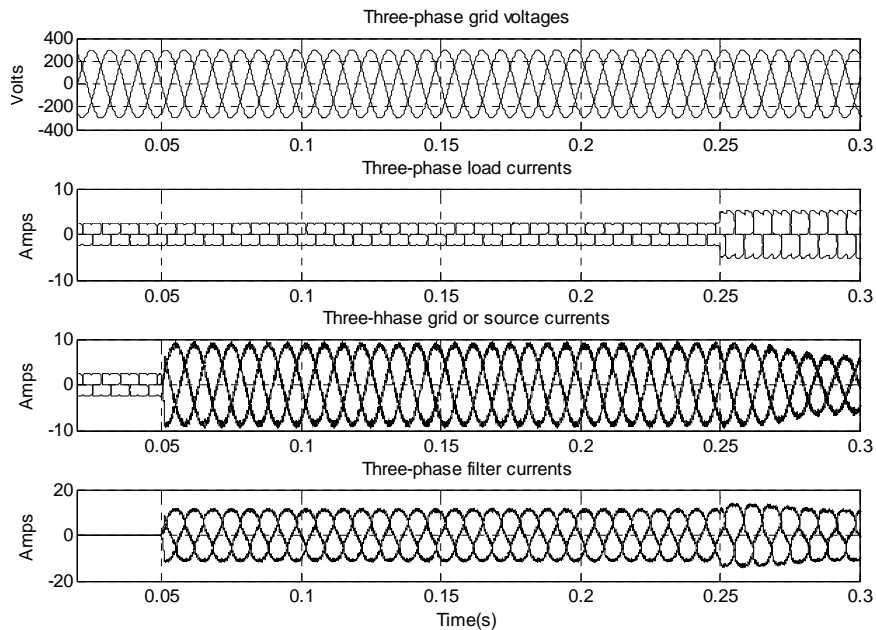 Three-phase grid voltages
400
200
0
-200
-400
Volts
0.05 0.1 0.15 0.2 0.25 0.3
Three-phase load currents
10
0
-10
Amps
0.05 0.1 0.15 0.2 0.25 0.3
Three-hhase grid or source currents
10
0
-10
Amps
0.05 0.1 0.15 0.2 0.25 0.3
Three-phase filter currents
20
0
-20
Amps
0.05 0.1 0.15 0.2 0.25 0.3
Time(s)